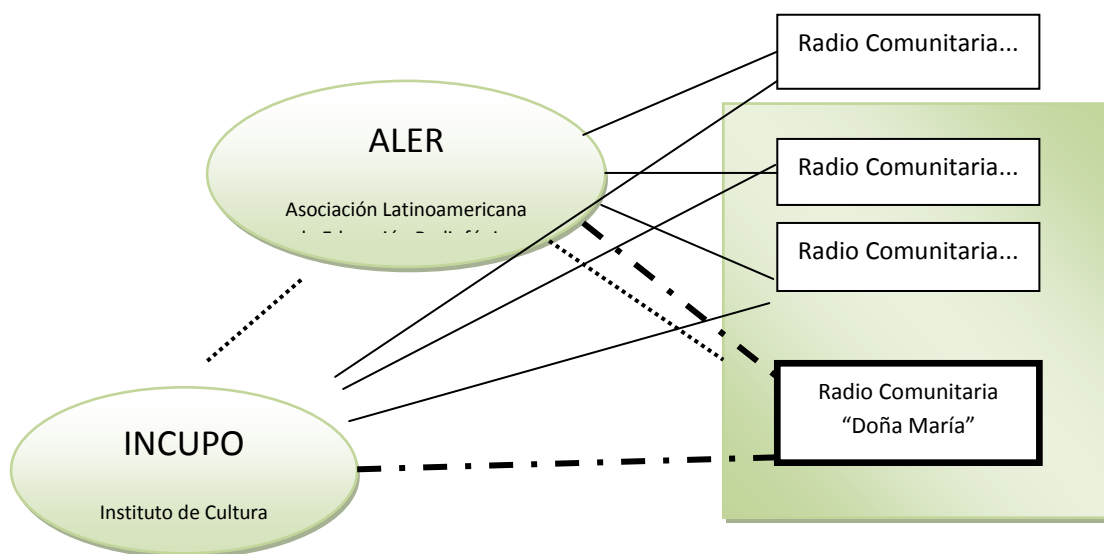 Radio Comunitaria...
ALER
Asociación Latinoamericana
Radio Comunitaria...
Radio Comunitaria...
Radio Comunitaria
“Doña María”
INCUPO
Instituto de Cultura